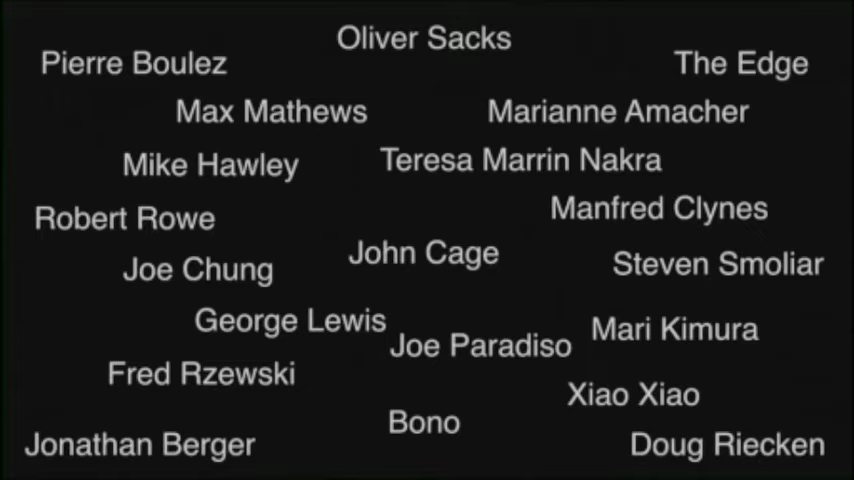 Oliver Sacks
Pierre Boulez
The Edge
Max Mathews
Marianne Amacher
Mike Hawley
Teresa Marrin Nakra
Robert Rowe
Manfred Clynes
John Cage
Joe Chung
Steven Smoliar
George Lewis
Joe Paradiso
Mari Kimura
Fred Rzewski
Xiao Xiao
Bono
Jonathan Berger
Doug Riecken